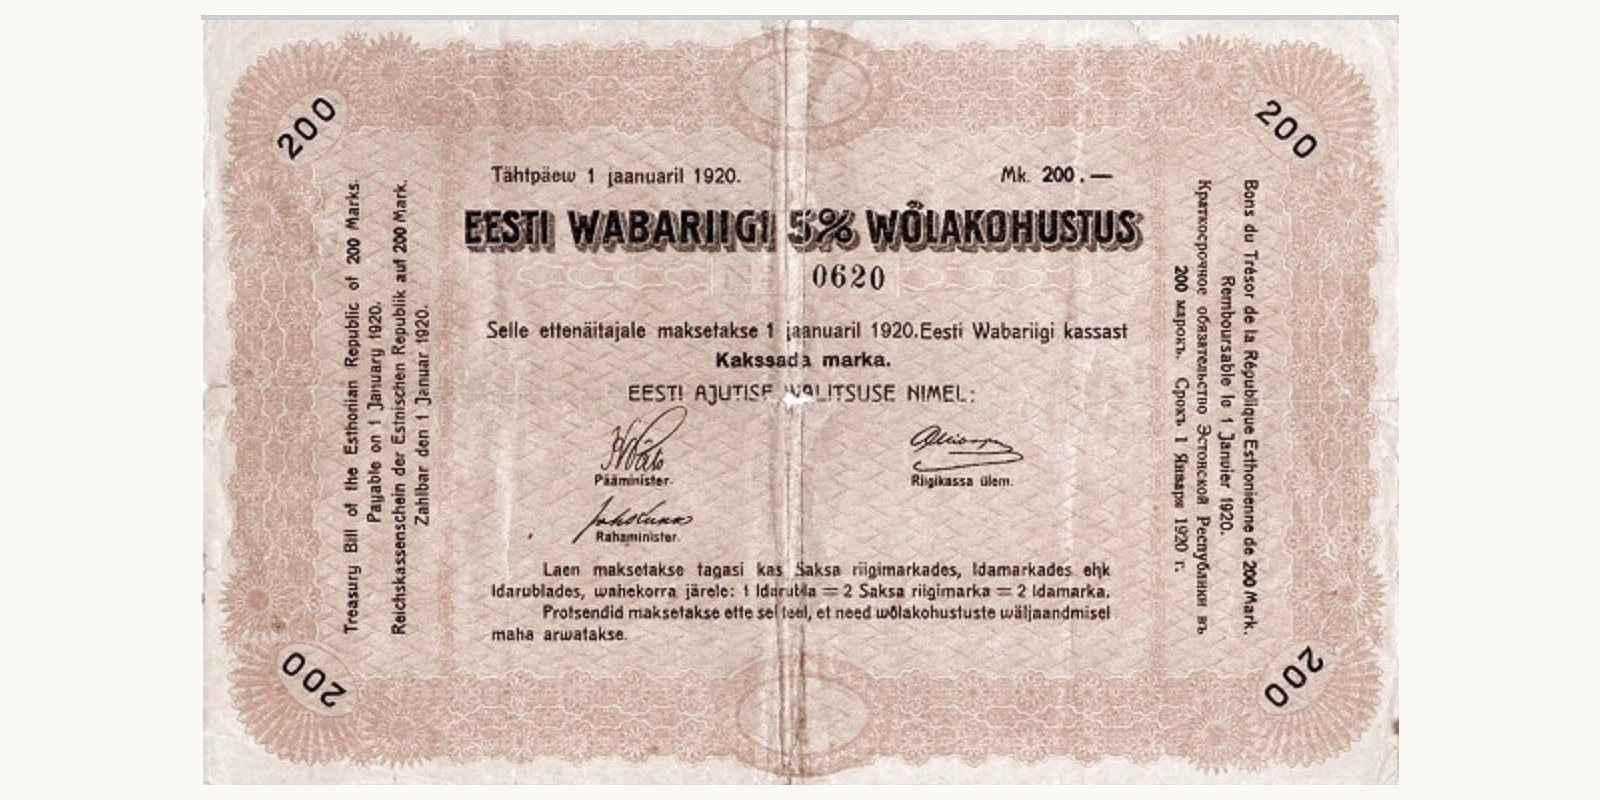 200
200
Tähtpäew 1 jaanuaril 1920.
Mk. 200.—
EESTI WABARIIGI 5% WÕLAKOHUSTUS
0620
Selle ettenäitajale maksetakse 1 jaanuaril 1920. Eesti Wabariigi kassast
Kakssada marka.
EESTI AJUTISE WALITSUSE NIMEL:
Pääminister.
Riigikassa ülem.
Rahaminister.
Laen maksetakse tagasi kas Saksa riigimarkades, Idamarkades ehk
Idarublades, wahekorra järele: 1 Idarubla = 2 Saksa riigimarka = 2 Idamarka.
Protsendid maksetakse ette sel teel, et need wõlakohustuste wäljaandmisel
maha arwatakse.
Treasury Bill of the Esthonian Republic of 200 Marks.
Payable on 1 January 1920.
Reichskassenschein der Estnischen Republik auf 200 Mark.
Zahlbar den 1 Januar 1920.
Bons du Trésor de la République Esthonienne de 200 Mark.
Remboursable le 1 Janvier 1920.
Краткосрочное обязательство Эстонской Республики въ
200 марокъ. Срокъ 1 Января 1920 г.
200
200